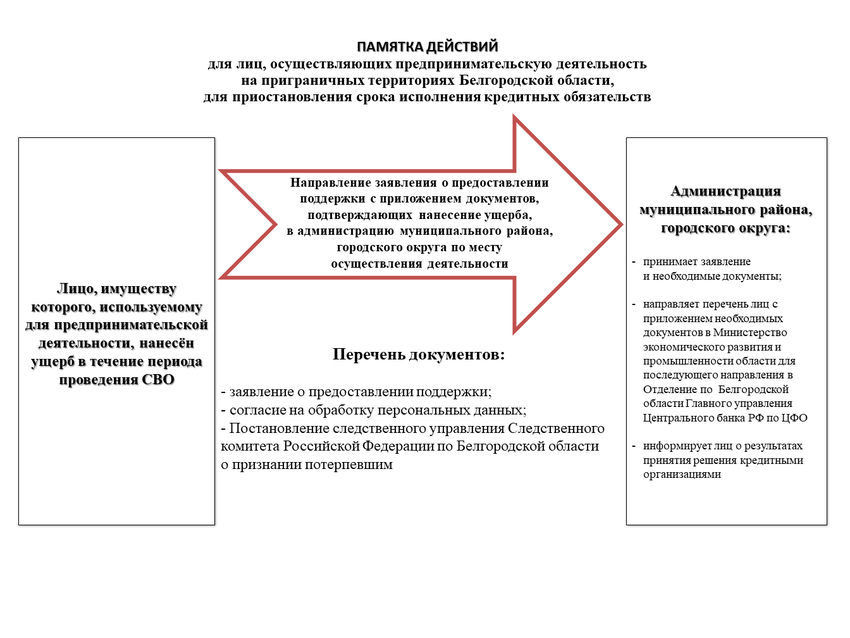 ПАМЯТКА ДЕЙСТВИЙ
для лиц, осуществляющих предпринимательскую деятельность
на приграничных территориях Белгородской области,
для приостановления срока исполнения кредитных обязательств
Лицо, имуществу
которого, используемому
для предпринимательской
деятельности, нанесён
ущерб в течение периода
проведения СВО
Направление заявления о предоставлении
поддержки с приложением документов,
подтверждающих нанесение ущерба,
в администрацию муниципального района,
городского округа по месту
осуществления деятельности
Перечень документов:
- заявление о предоставлении поддержки;
- согласие на обработку персональных данных;
- Постановление следственного управления Следственного
комитета Российской Федерации по Белгородской области
о признании потерпевшим
Администрация
муниципального района,
городского округа:
- принимает заявление
и необходимые документы;
- направляет перечень лиц с
приложением необходимых
документов в Министерство
экономического развития и
промышленности области для
последующего направления в
Отделение по Белгородской
области Главного управления
Центрального банка РФ по ЦФО
- информирует лиц о результатах
принятия решения кредитными
организациями